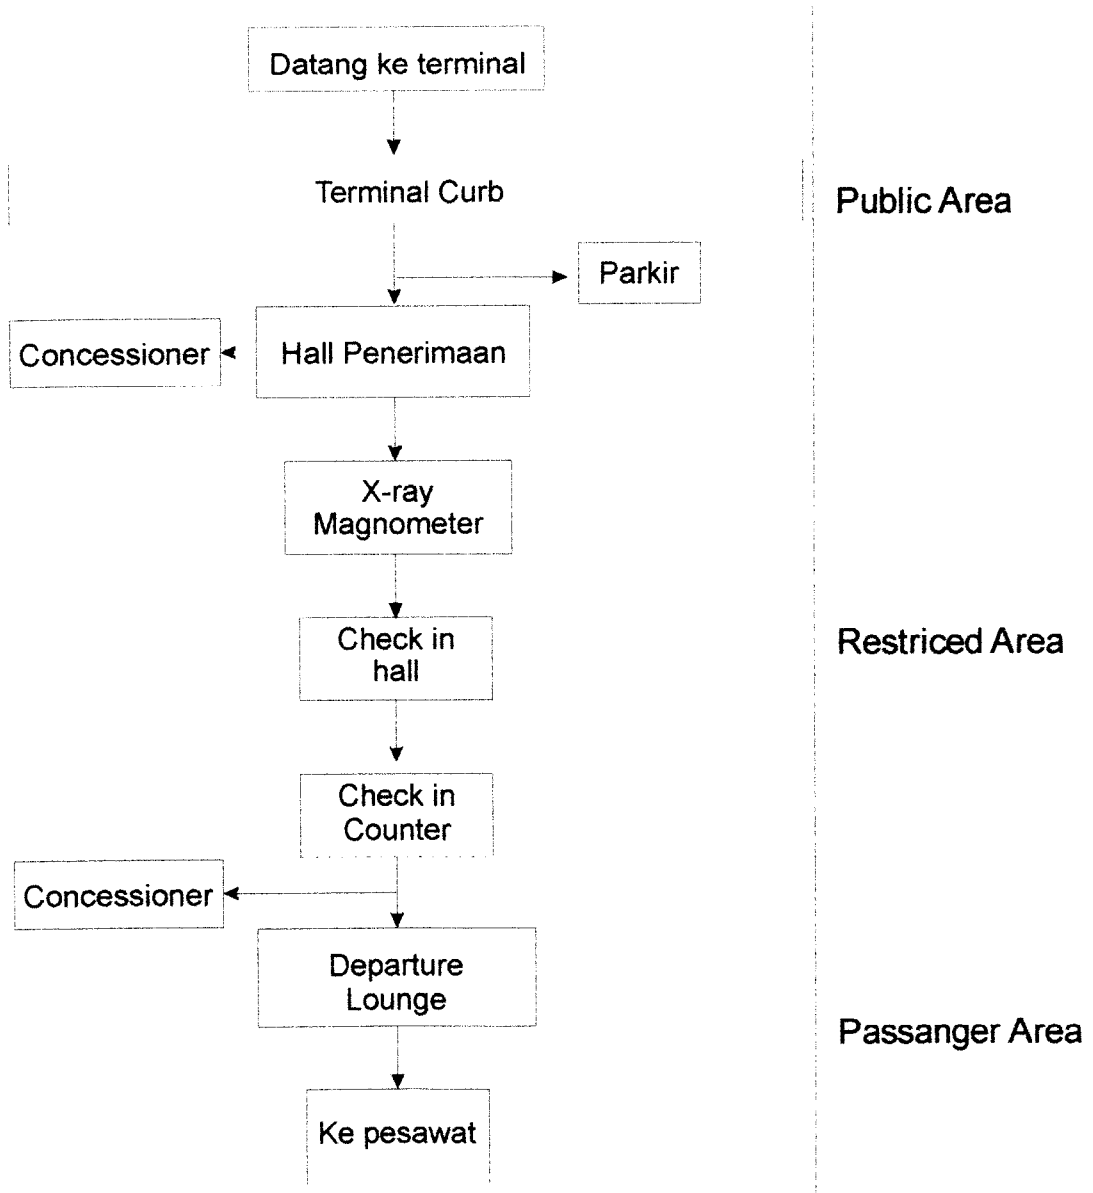 Datang ke terminal
Terminal Curb
Public Area
Parkir
Concessioner
Hall Penerimaan
X-ray
Magnometer
Check in
hall
Restriced Area
Check in
Counter
Concessioner
Departure
Lounge
Passanger Area
Ke pesawat